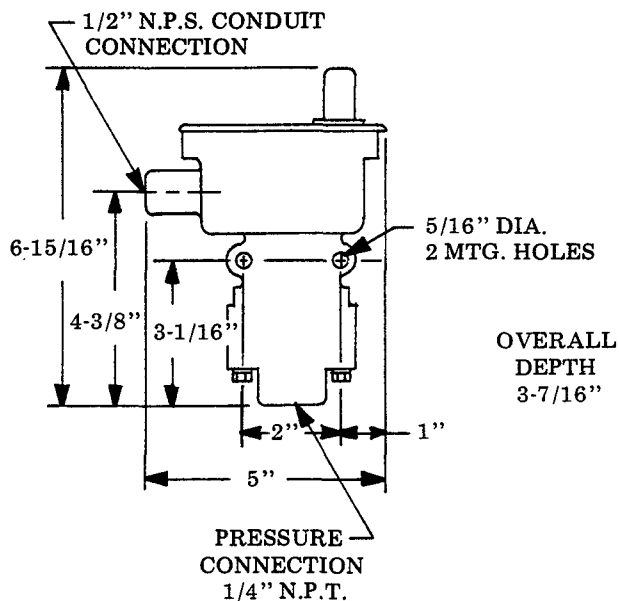 1/2” N.P.S. CONDUIT
CONNECTION
6-15/16”
4-3/8”
3-1/16”
5/16” DIA.
2 MTG. HOLES
OVERALL
DEPTH
3-7/16”
2”
1”
5”
PRESSURE
CONNECTION
1/4” N.P.T.